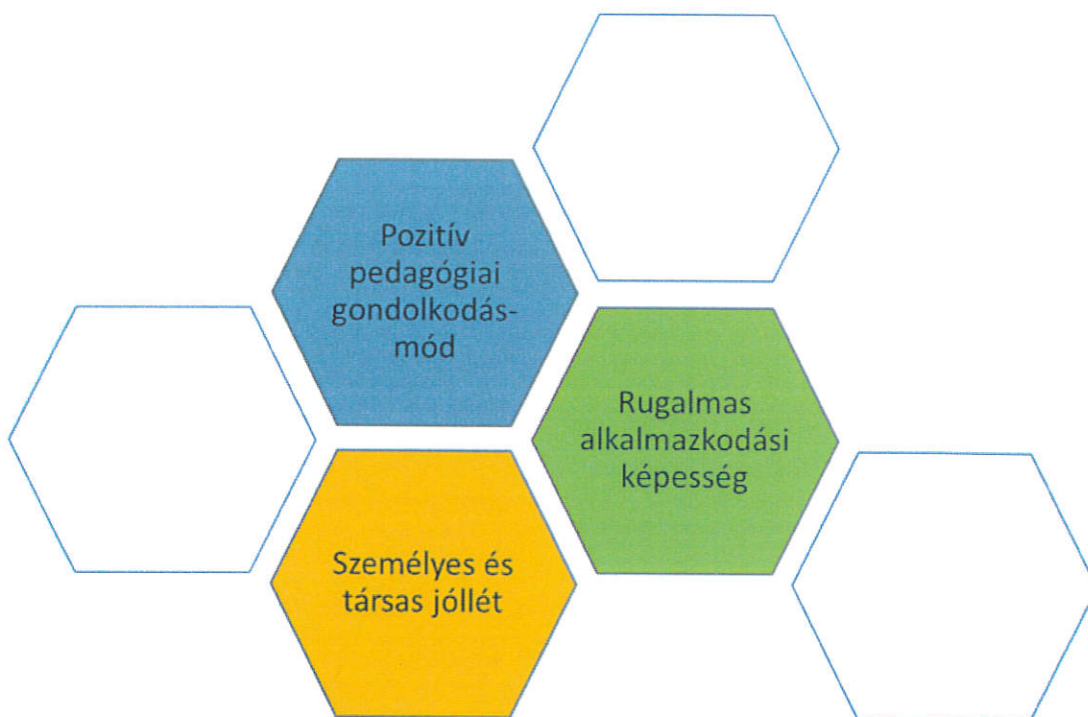 Pozitív
pedagógiai
gondolkodás-
mód
Rugalmas
alkalmazkodási
képesség
Személyes és
társas jóllét